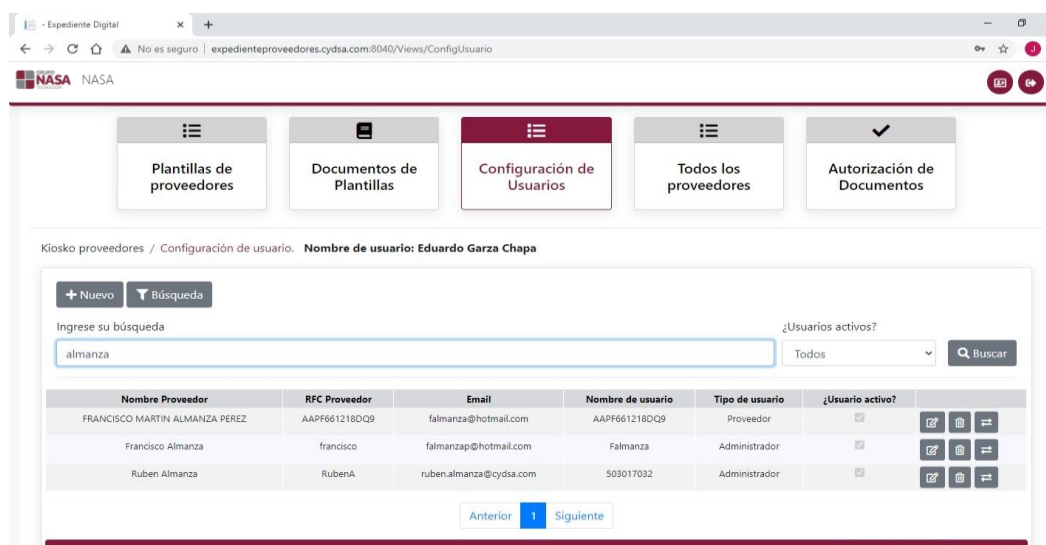 - Expediente Digital
No es seguro | expedienteproveedores.cydsa.com:8040/Views/ConfigUsuario
J
GRUPO
NASA NASA
Plantillas de
proveedores
Documentos de
Plantillas
Configuración de
Usuarios
Todos los
proveedores
Autorización de
Documentos
Kiosko proveedores / Configuración de usuario. Nombre de usuario: Eduardo Garza Chapa
Nuevo Búsqueda
Ingrese su búsqueda ¿Usuarios activos?
almanza Todos Buscar
Nombre Proveedor RFC Proveedor Email Nombre de usuario Tipo de usuario ¿Usuario activo?
FRANCISCO MARTIN ALMANZA PEREZ AAPF661218DQ9 falmanza@hotmail.com AAPF661218DQ9 Proveedor
Francisco Almanza francisco falmanzap@hotmail.com Falmanza Administrador
Ruben Almanza RubenA ruben.almanza@cydsa.com 503017032 Administrador
Anterior 1 Siguiente